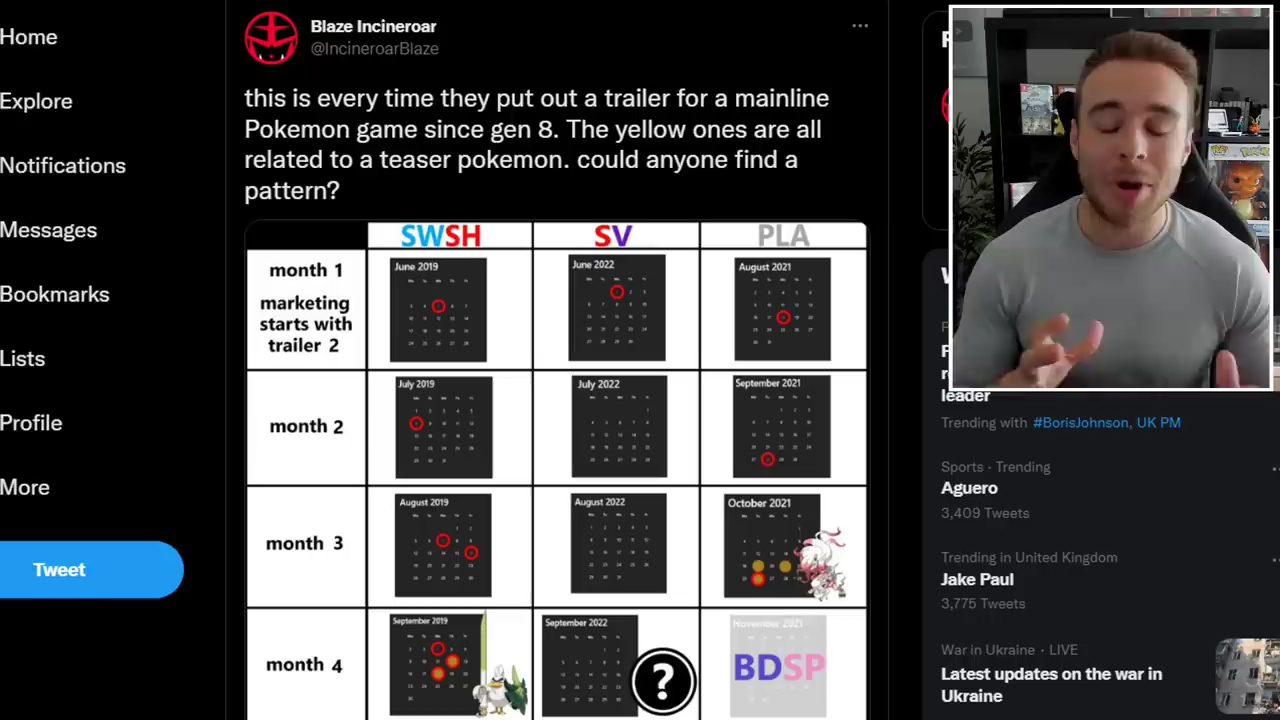 Home
Explore
Notifications
Messages
Bookmarks
Lists
Profile
More
Tweet
Blaze Incineroar
@IncineroarBlaze
this is every time they put out a trailer for a mainline
Pokemon game since gen 8. The yellow ones are all
related to a teaser pokemon. could anyone find a
pattern?
SWSH
SV
PLA
month 1
marketing
starts with
trailer 2
June 2019
June 2022
August 2021
month 2
July 2019
July 2022
September 2021
month 3
August 2019
August 2022
October 2021
month 4
September 2019
September 2022
?
November 2021
BDSP
leader
Trending with #BorisJohnson, UK PM
Sports · Trending
Aguero
3,409 Tweets
Trending in United Kingdom
Jake Paul
3,775 Tweets
War in Ukraine · LIVE
Latest updates on the war in
Ukraine